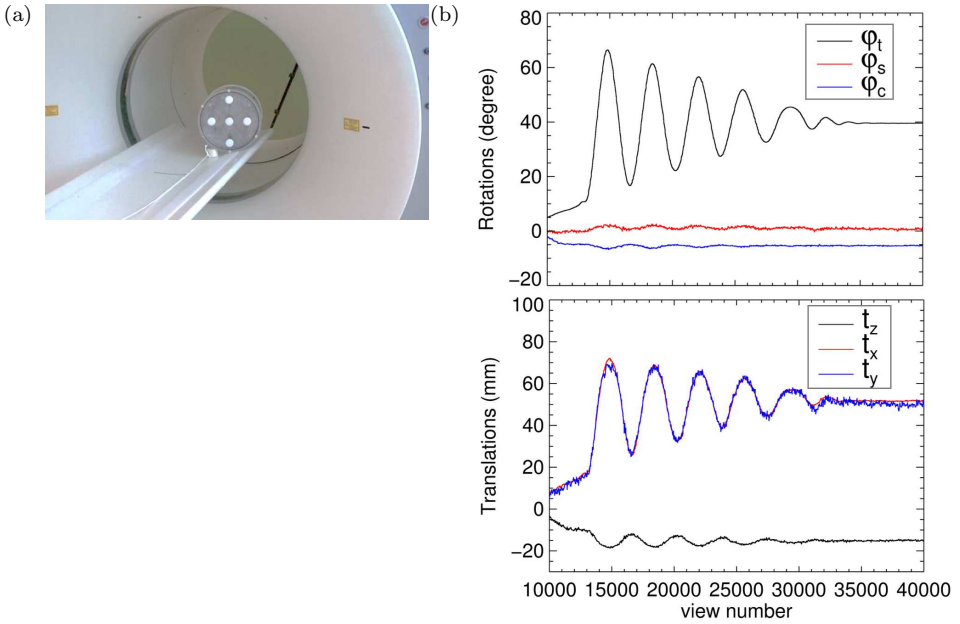 (a)
(b)
80
60
40
20
0
−20
Rotations (degree)
φt
φs
φc
100
80
60
40
20
0
−20
Translations (mm)
tz
tx
ty
10000 15000 20000 25000 30000 35000 40000
view number